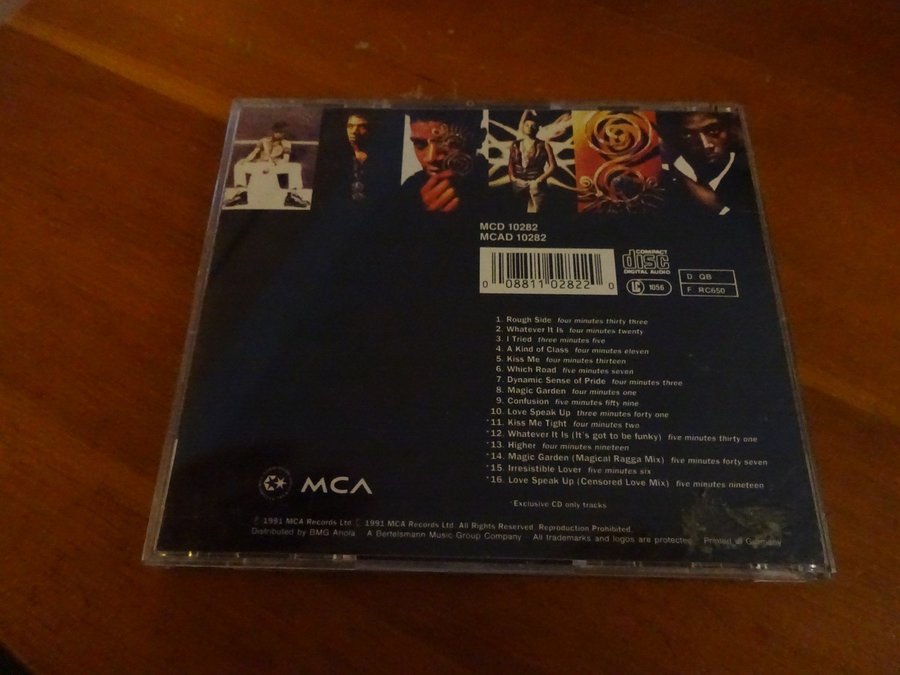 MCD 10282
MCAD 10282
0 08811 02822 0
COMPACT
disc
DIGITAL AUDIO
LC 1056
D QB
F RC650
1. Rough Side four minutes thirty three
2. Whatever It Is four minutes twenty
3. I Tried three minutes five
4. A Kind of Class four minutes eleven
5. Kiss Me four minutes thirteen
6. Which Road five minutes seven
7. Dynamic Sense of Pride four minutes three
8. Magic Garden four minutes one
9. Confusion five minutes fifty nine
10. Love Speak Up three minutes forty one
*11. Kiss Me Tight four minutes two
*12. Whatever It Is (It's got to be funky) five minutes thirty one
*13. Higher four minutes nineteen
*14. Magic Garden (Magical Ragga Mix) five minutes forty seven
*15. Irresistible Lover five minutes six
*16. Love Speak Up (Censored Love Mix) five minutes nineteen
*Exclusive CD only tracks
MCA
℗ 1991 MCA Records Ltd © 1991 MCA Records Ltd. All Rights Reserved. Reproduction Prohibited.
Distributed by BMG Ariola · A Bertelsmann Music Group Company · All trademarks and logos are protected · Printed in Germany